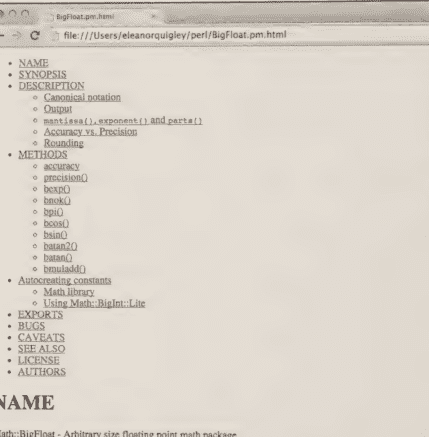 BigFloat.pm.html
file:///Users/eleanorquigley/perl/BigFloat.pm.html
NAME
SYNOPSIS
DESCRIPTION
Canonical notation
Output
mantissa(), exponent() and parts()
Accuracy vs. Precision
Rounding
METHODS
accuracy
precision()
bexp()
bnok()
bpi()
bcos()
bsin()
batan2()
batan()
bmuladd()
Autocreating constants
Math library
Using Math::BigInt::Lite
EXPORTS
BUGS
CAVEATS
SEE ALSO
LICENSE
AUTHORS
NAME
Math::BigFloat - Arbitrary size floating point math package